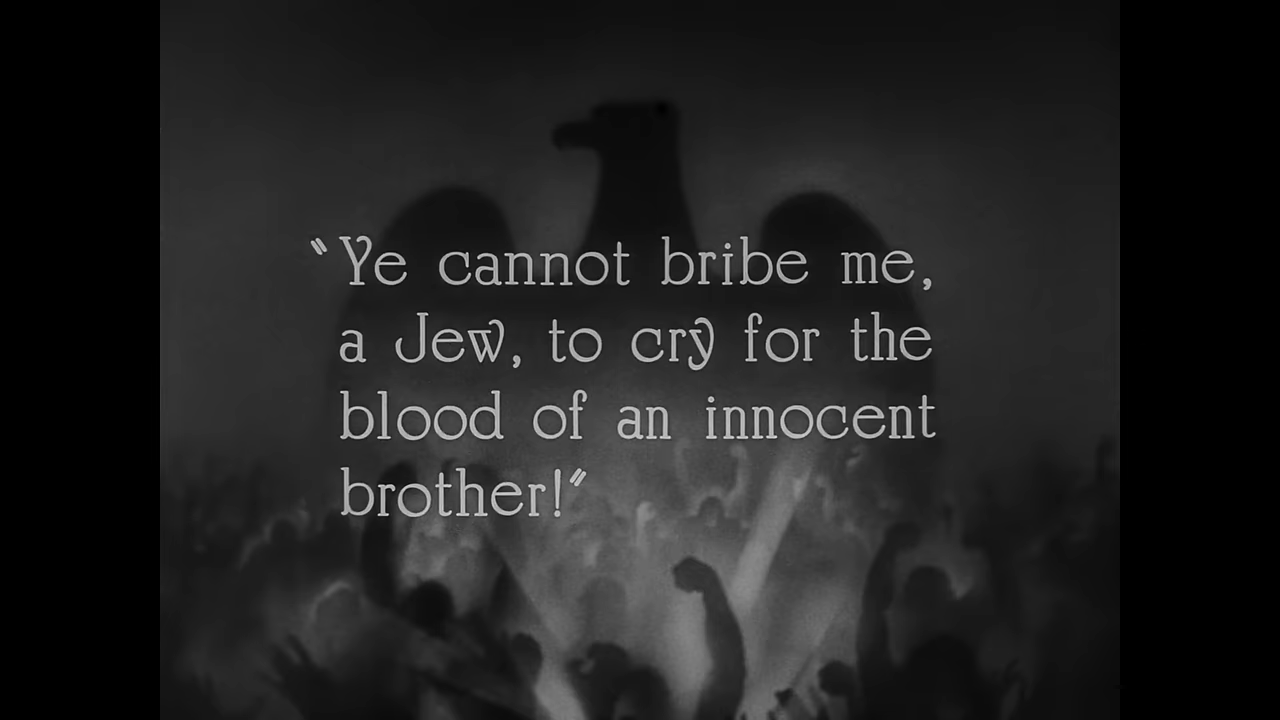 "Ye cannot bribe me,
a Jew, to cry for the
blood of an innocent
brother!"